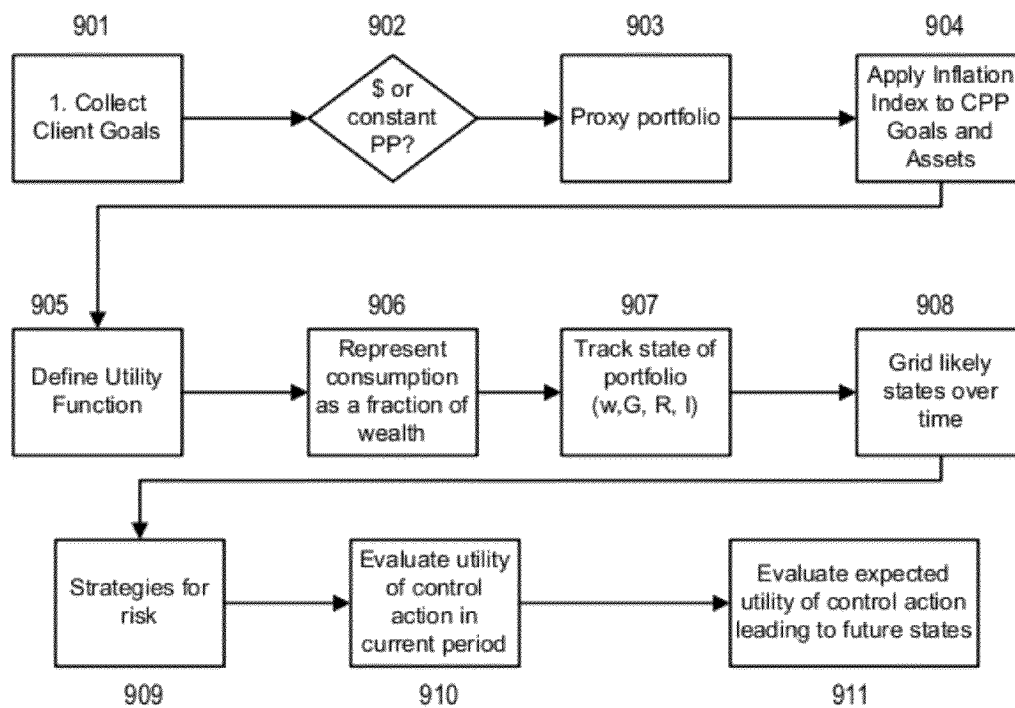 901
902
903
904
1. Collect
Client Goals
$ or
constant
PP?
Proxy portfolio
Apply Inflation
Index to CPP
Goals and
Assets
905
906
907
908
Define Utility
Function
Represent
consumption
as a fraction of
wealth
Track state of
portfolio
(w,G, R, I)
Grid likely
states over
time
Strategies for
risk
Evaluate utility
of control
action in
current period
Evaluate expected
utility of control action
leading to future states
909
910
911